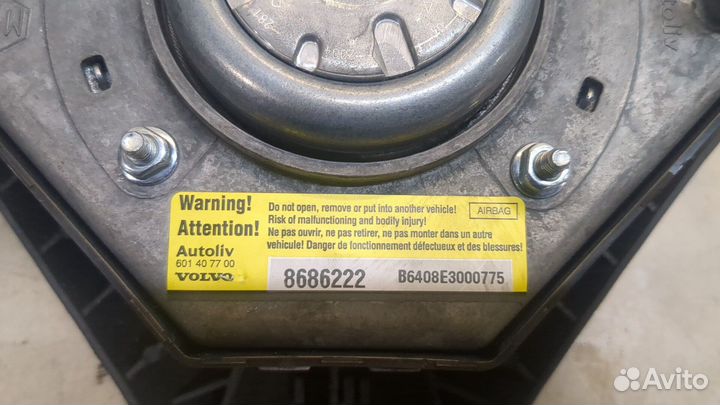 Warning!
Attention!
Do not open, remove or put into another vehicle!
Risk of malfunctioning and bodily injury!
Ne pas ouvrir, ne pas retirer, ne pas monter dans un autre
vehicule! Danger de fonctionnement défectueux et des blessures!
AIRBAG
Autoliv
601 40 77 00
VOLVO
8686222
B6408E3000775
Avito